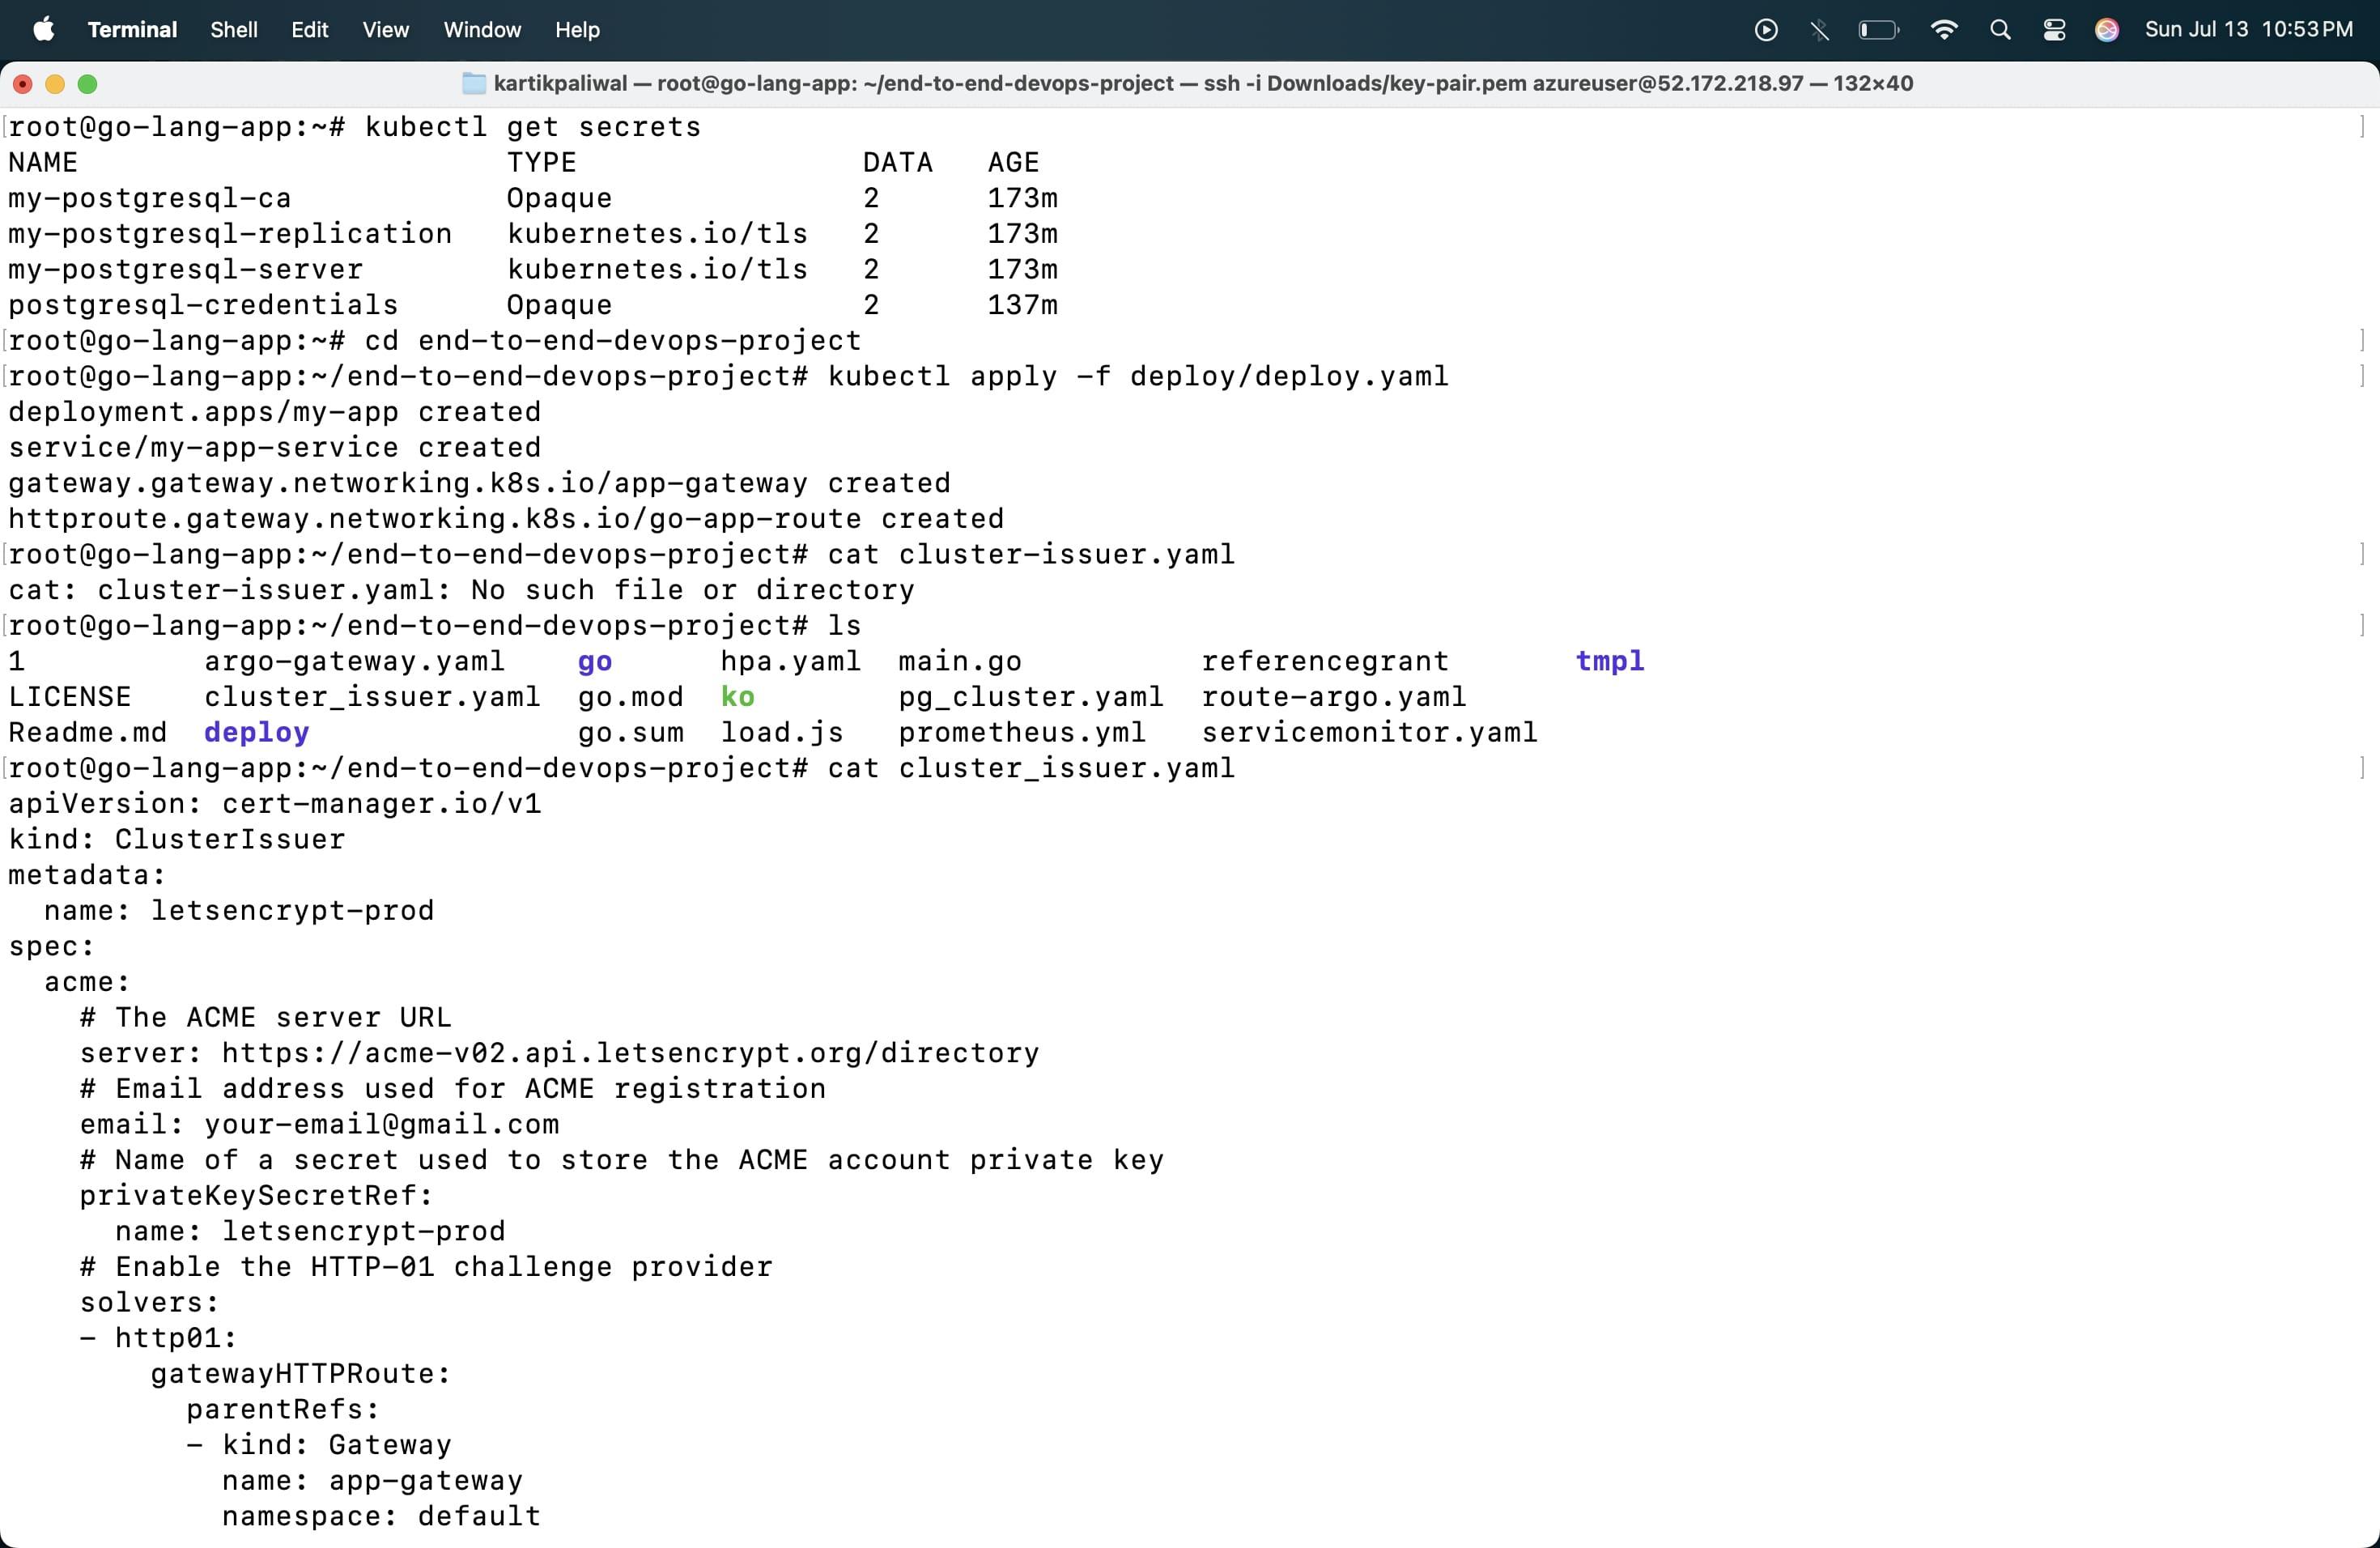 Terminal Shell Edit View Window Help Sun Jul 13 10:53 PM
kartikpaliwal — root@go-lang-app: ~/end-to-end-devops-project — ssh -i Downloads/key-pair.pem azureuser@52.172.218.97 — 132×40
[root@go-lang-app:~# kubectl get secrets ]
NAME TYPE DATA AGE
my-postgresql-ca Opaque 2 173m
my-postgresql-replication kubernetes.io/tls 2 173m
my-postgresql-server kubernetes.io/tls 2 173m
postgresql-credentials Opaque 2 137m
[root@go-lang-app:~# cd end-to-end-devops-project ]
[root@go-lang-app:~/end-to-end-devops-project# kubectl apply -f deploy/deploy.yaml ]
deployment.apps/my-app created
service/my-app-service created
gateway.gateway.networking.k8s.io/app-gateway created
httproute.gateway.networking.k8s.io/go-app-route created
[root@go-lang-app:~/end-to-end-devops-project# cat cluster-issuer.yaml ]
cat: cluster-issuer.yaml: No such file or directory
[root@go-lang-app:~/end-to-end-devops-project# ls ]
1 argo-gateway.yaml go hpa.yaml main.go referencegrant tmpl
LICENSE cluster_issuer.yaml go.mod ko pg_cluster.yaml route-argo.yaml
Readme.md deploy go.sum load.js prometheus.yml servicemonitor.yaml
[root@go-lang-app:~/end-to-end-devops-project# cat cluster_issuer.yaml ]
apiVersion: cert-manager.io/v1
kind: ClusterIssuer
metadata:
  name: letsencrypt-prod
spec:
  acme:
    # The ACME server URL
    server: https://acme-v02.api.letsencrypt.org/directory
    # Email address used for ACME registration
    email: your-email@gmail.com
    # Name of a secret used to store the ACME account private key
    privateKeySecretRef:
      name: letsencrypt-prod
    # Enable the HTTP-01 challenge provider
    solvers:
    - http01:
        gatewayHTTPRoute:
          parentRefs:
          - kind: Gateway
            name: app-gateway
            namespace: default